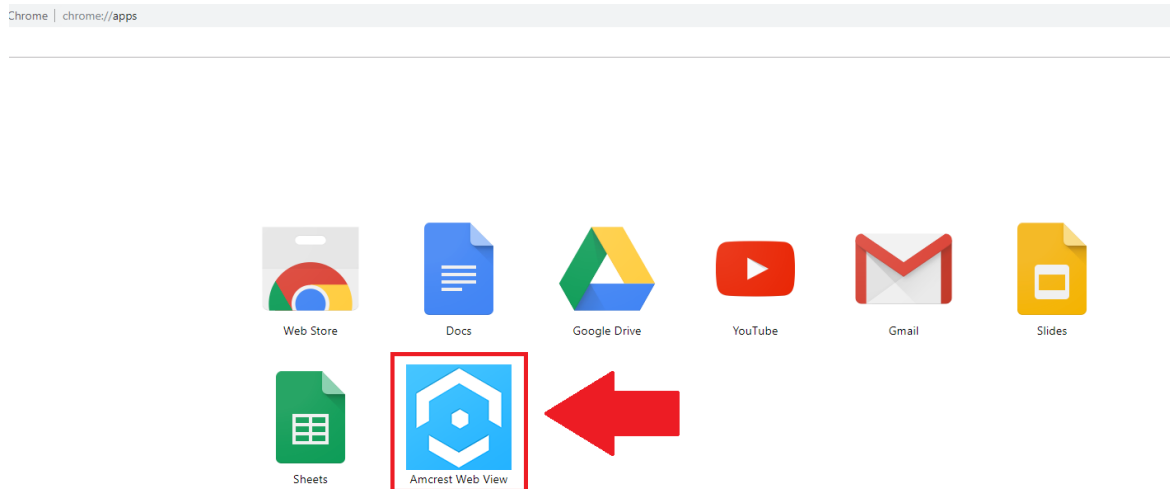 Chrome | chrome://apps
Web Store
Docs
Google Drive
YouTube
Gmail
Slides
Sheets
Amcrest Web View